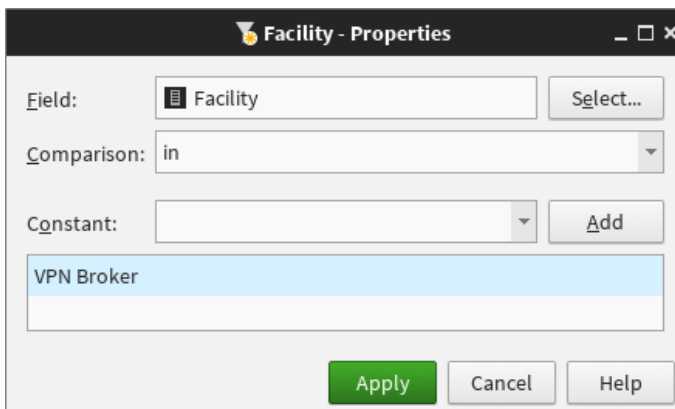 Facility - Properties
Field: Facility Select...
Comparison: in
Constant: Add
VPN Broker
Apply Cancel Help